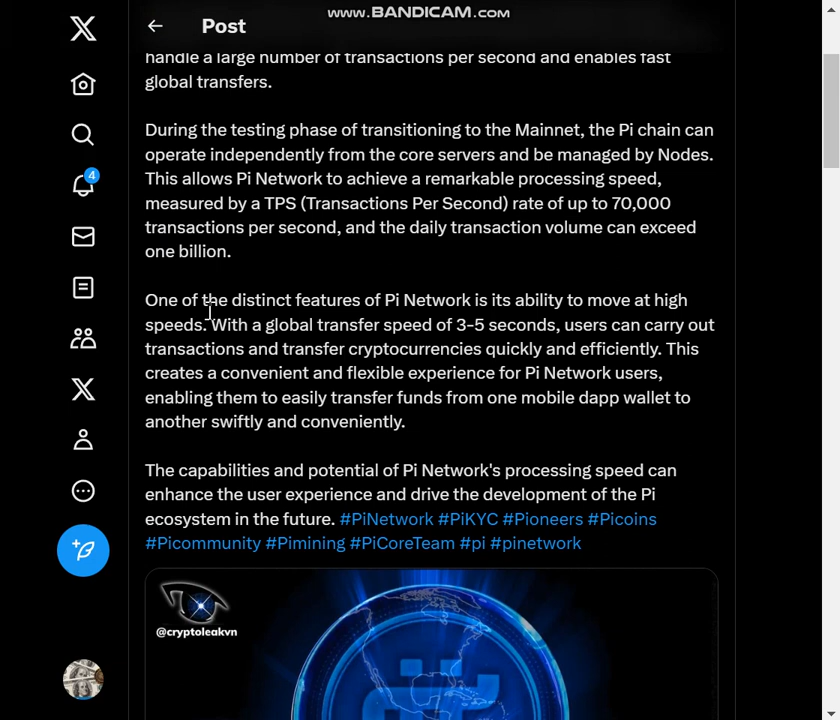 www.BANDICAM.com
Post
handle a large number of transactions per second and enables fast
global transfers.
During the testing phase of transitioning to the Mainnet, the Pi chain can
operate independently from the core servers and be managed by Nodes.
This allows Pi Network to achieve a remarkable processing speed,
measured by a TPS (Transactions Per Second) rate of up to 70,000
transactions per second, and the daily transaction volume can exceed
one billion.
One of the distinct features of Pi Network is its ability to move at high
speeds. With a global transfer speed of 3-5 seconds, users can carry out
transactions and transfer cryptocurrencies quickly and efficiently. This
creates a convenient and flexible experience for Pi Network users,
enabling them to easily transfer funds from one mobile dapp wallet to
another swiftly and conveniently.
The capabilities and potential of Pi Network's processing speed can
enhance the user experience and drive the development of the Pi
ecosystem in the future. #PiNetwork #PiKYC #Pioneers #Picoins
#Picommunity #Pimining #PiCoreTeam #pi #pinetwork
4
@cryptoleakvn